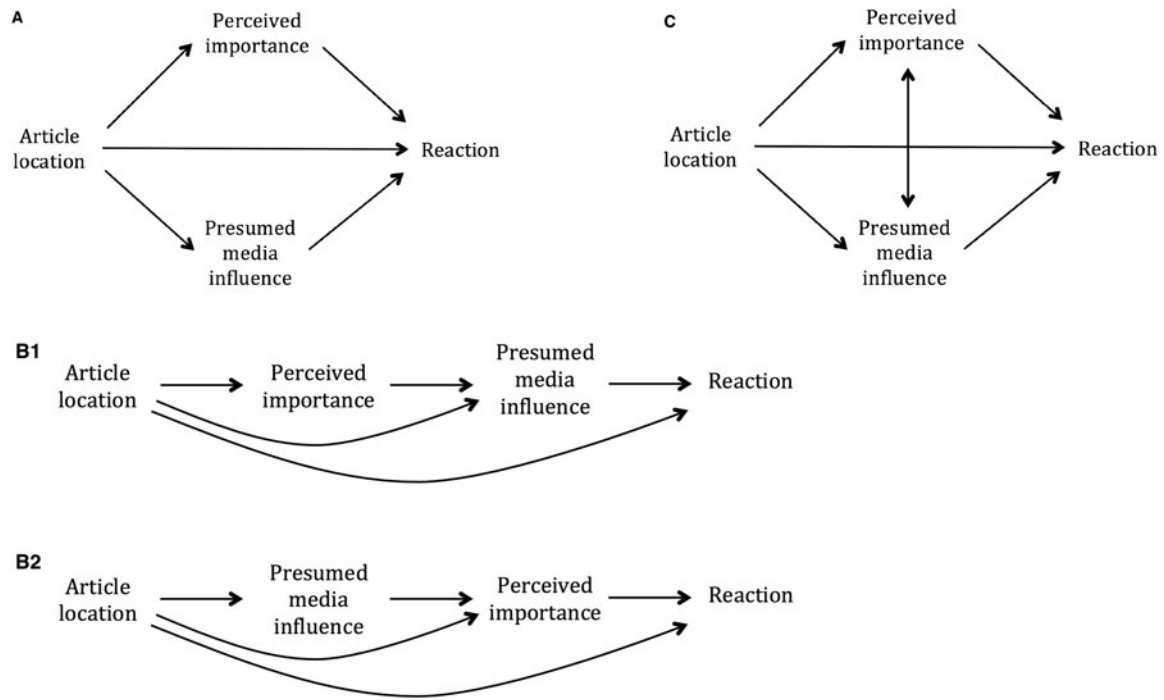 A
Perceived
importance
Article
location
Reaction
Presumed
media
influence
C
Perceived
importance
Article
location
Reaction
Presumed
media
influence
B1
Article
location
Perceived
importance
Presumed
media
influence
Reaction
B2
Article
location
Presumed
media
influence
Perceived
importance
Reaction